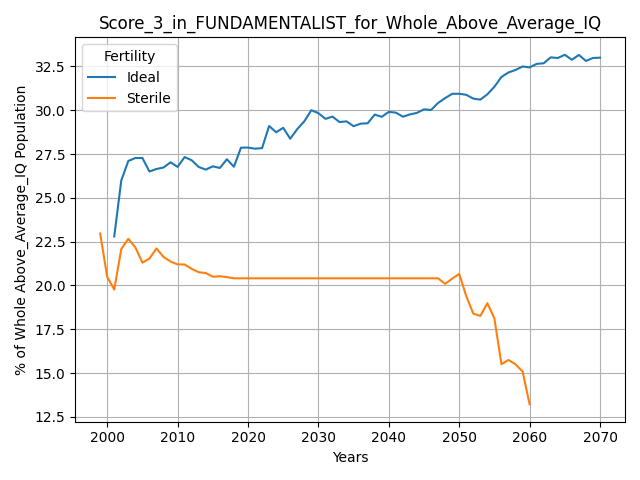 Score_3_in_FUNDAMENTALIST_for_Whole_Above_Average_IQ
Fertility
Ideal
Sterile
% of Whole Above_Average_IQ Population
32.5
30.0
27.5
25.0
22.5
20.0
17.5
15.0
12.5
2000 2010 2020 2030 2040 2050 2060 2070
Years